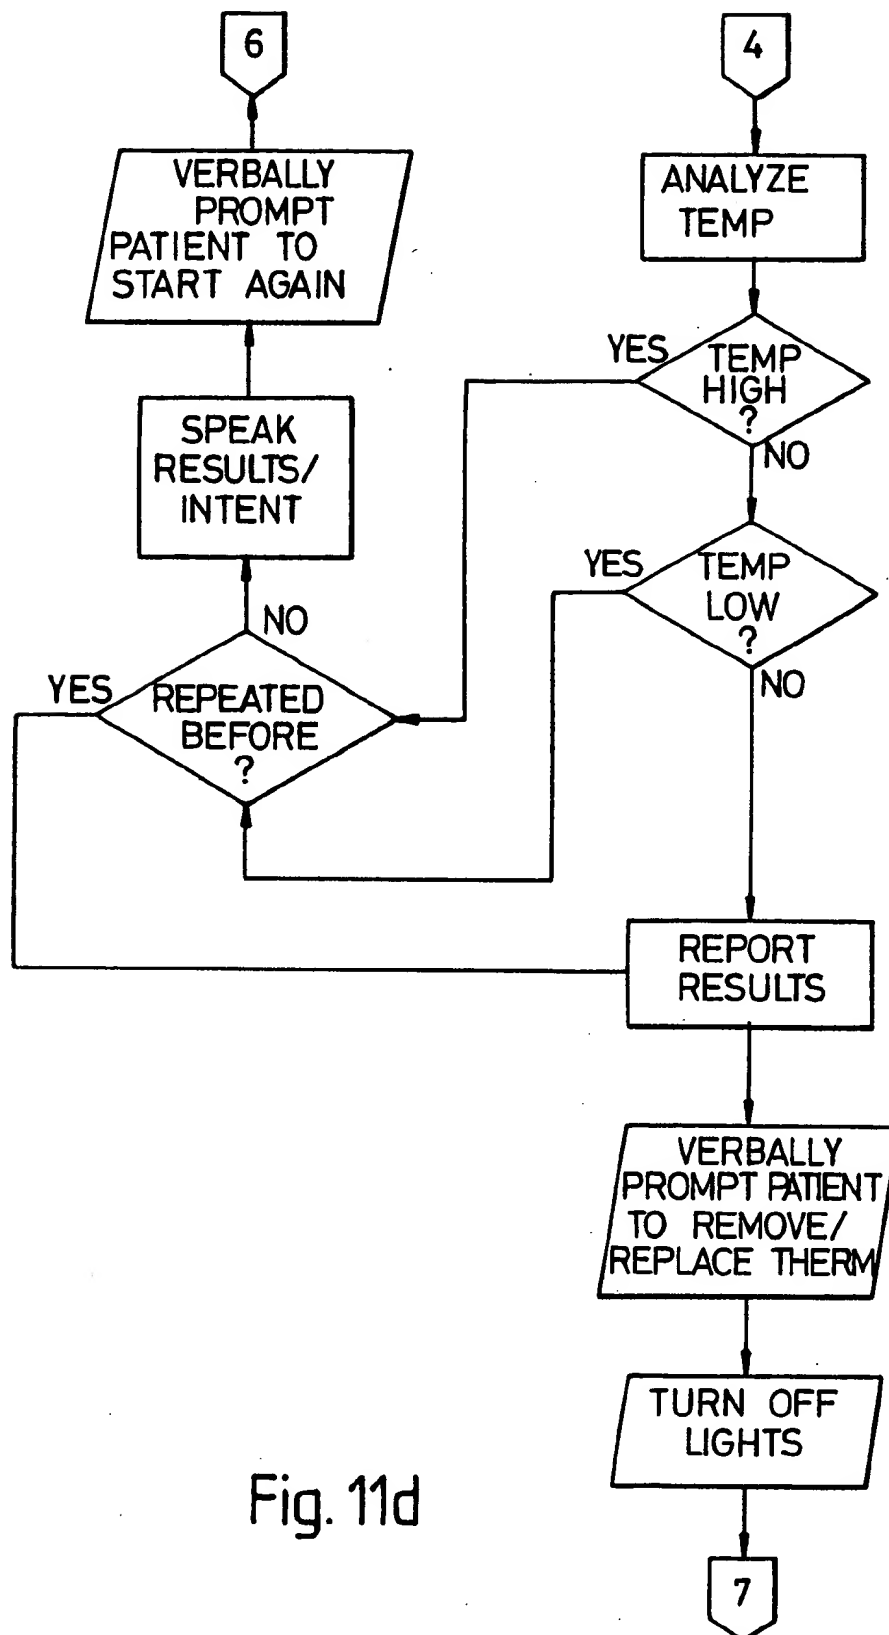 6
VERBALLY
PROMPT
PATIENT TO
START AGAIN
SPEAK
RESULTS/
INTENT
NO
YES
REPEATED
BEFORE
?
4
ANALYZE
TEMP
YES
TEMP
HIGH
?
NO
YES
TEMP
LOW
?
NO
REPORT
RESULTS
VERBALLY
PROMPT PATIENT
TO REMOVE/
REPLACE THERM
TURN OFF
LIGHTS
7
Fig. 11d